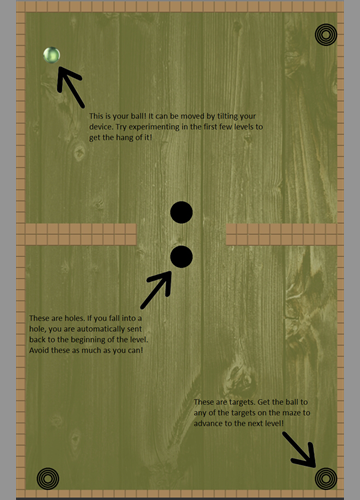 This is your ball! It can be moved by tilting your
device. Try experimenting in the first few levels to
get the hang of it!
These are holes. If you fall into a
hole, you are automatically sent
back to the beginning of the level.
Avoid these as much as you can!
These are targets. Get the ball to
any of the targets on the maze to
advance to the next level!